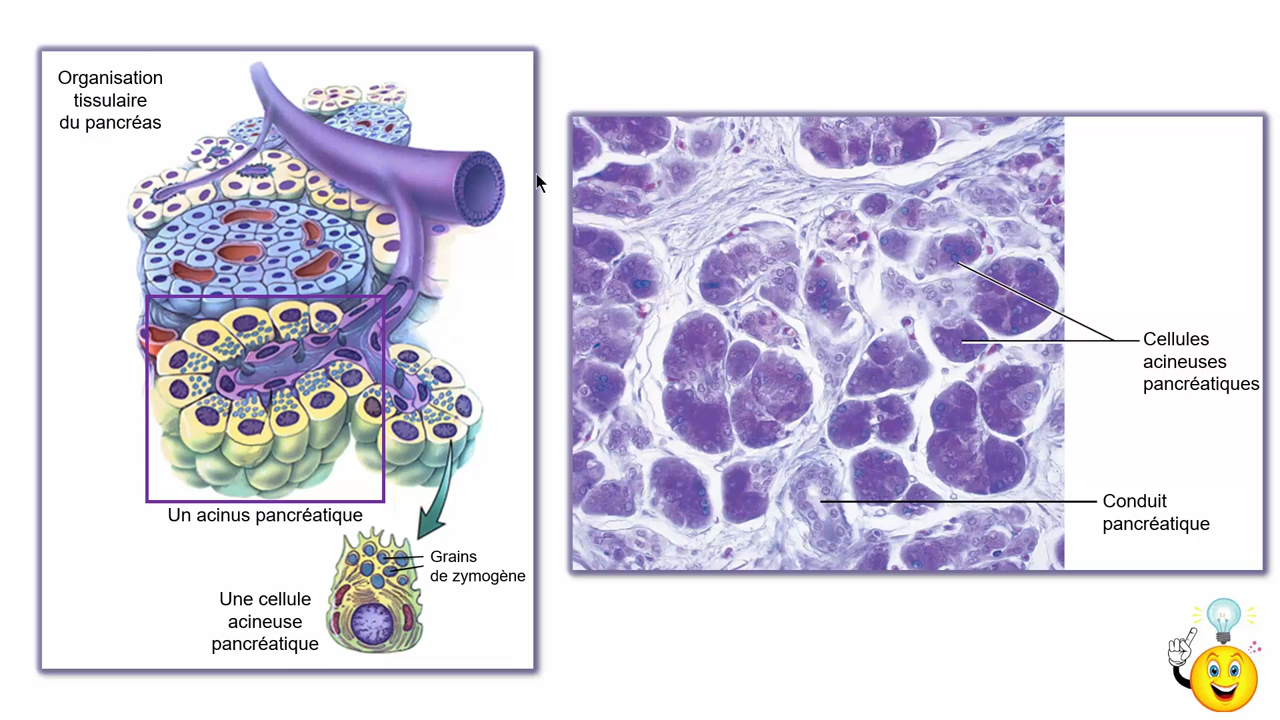 Organisation
tissulaire
du pancréas
Un acinus pancréatique
Grains
de zymogène
Une cellule
acineuse
pancréatique
Cellules
acineuses
pancréatiques
Conduit
pancréatique